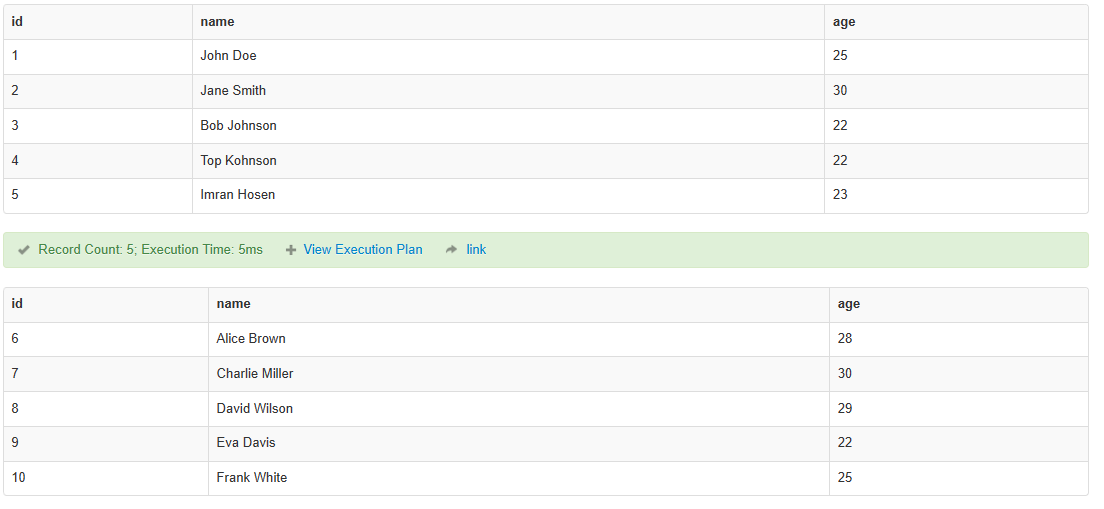 id name age
1 John Doe 25
2 Jane Smith 30
3 Bob Johnson 22
4 Top Kohnson 22
5 Imran Hosen 23
Record Count: 5; Execution Time: 5ms View Execution Plan link
id name age
6 Alice Brown 28
7 Charlie Miller 30
8 David Wilson 29
9 Eva Davis 22
10 Frank White 25